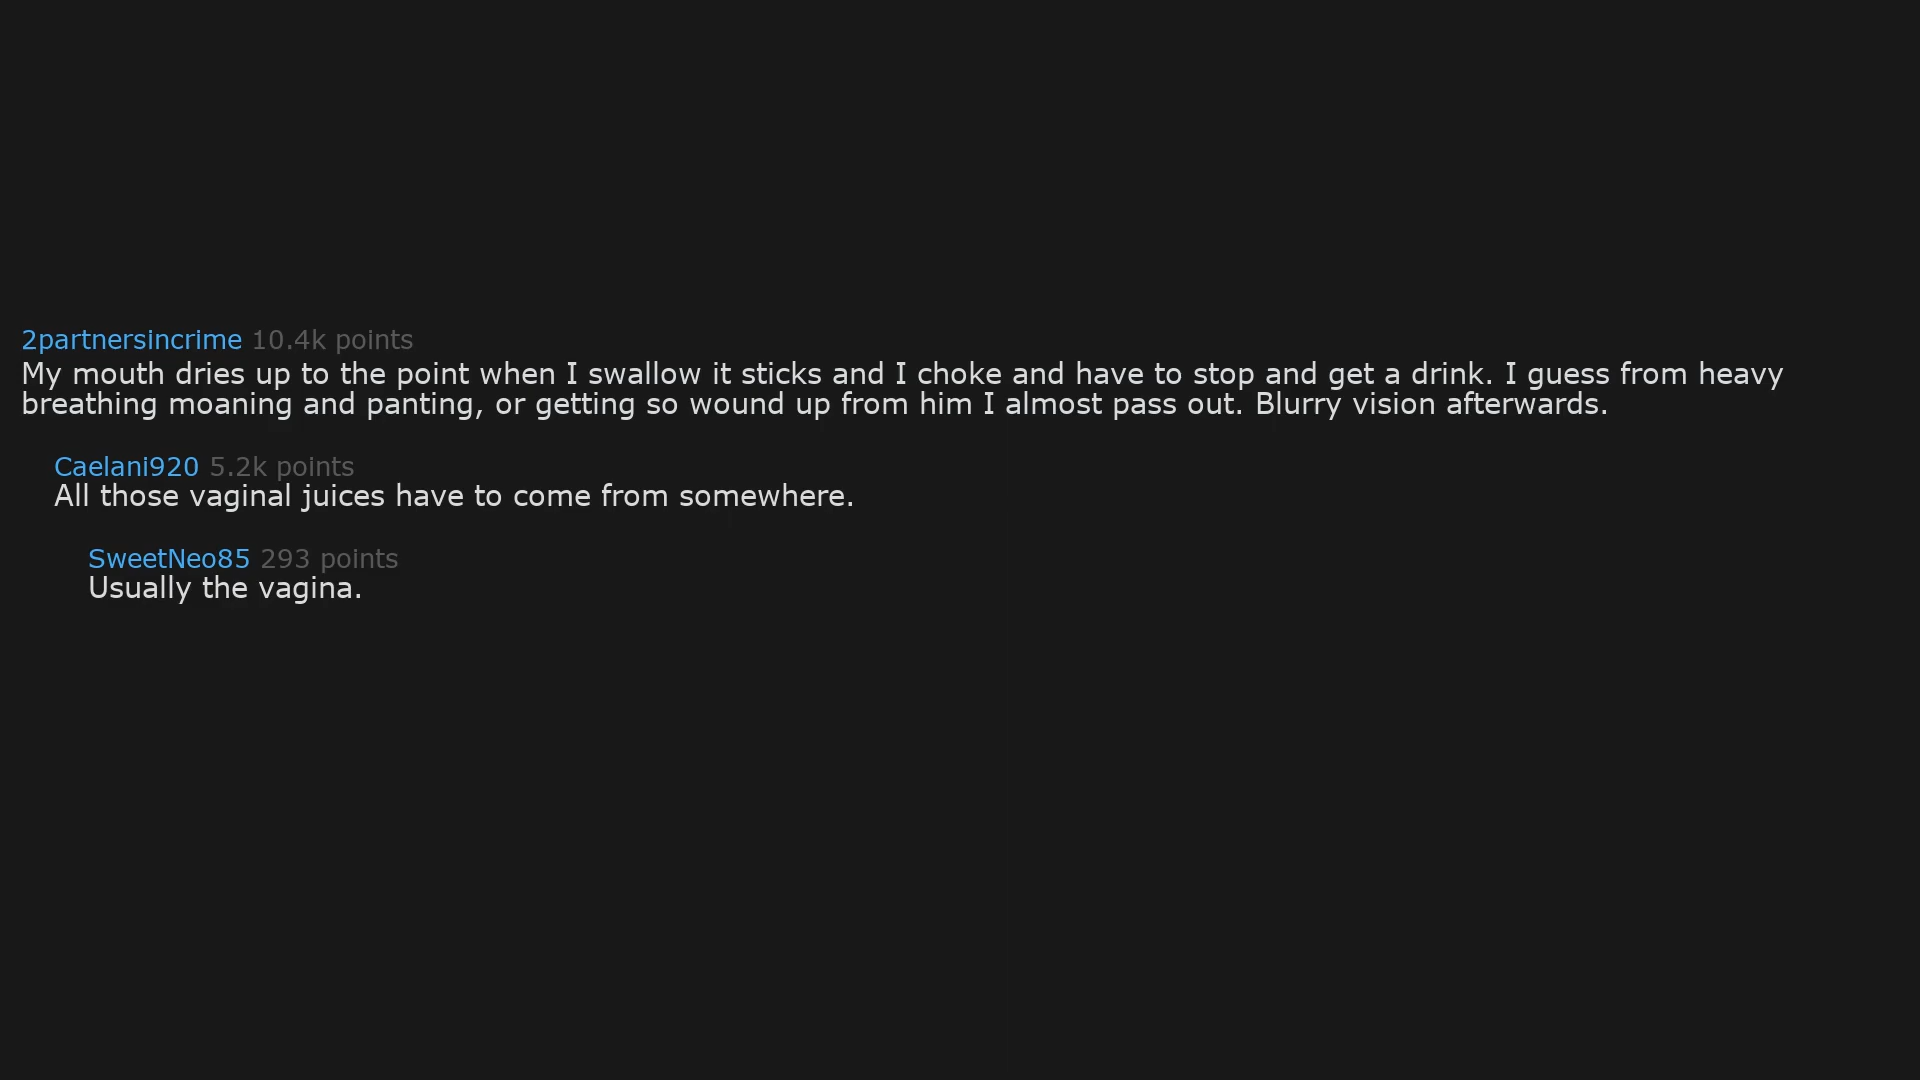 2partnersincrime 10.4k points
My mouth dries up to the point when I swallow it sticks and I choke and have to stop and get a drink. I guess from heavy
breathing moaning and panting, or getting so wound up from him I almost pass out. Blurry vision afterwards.
Caelani920 5.2k points
All those vaginal juices have to come from somewhere.
SweetNeo85 293 points
Usually the vagina.